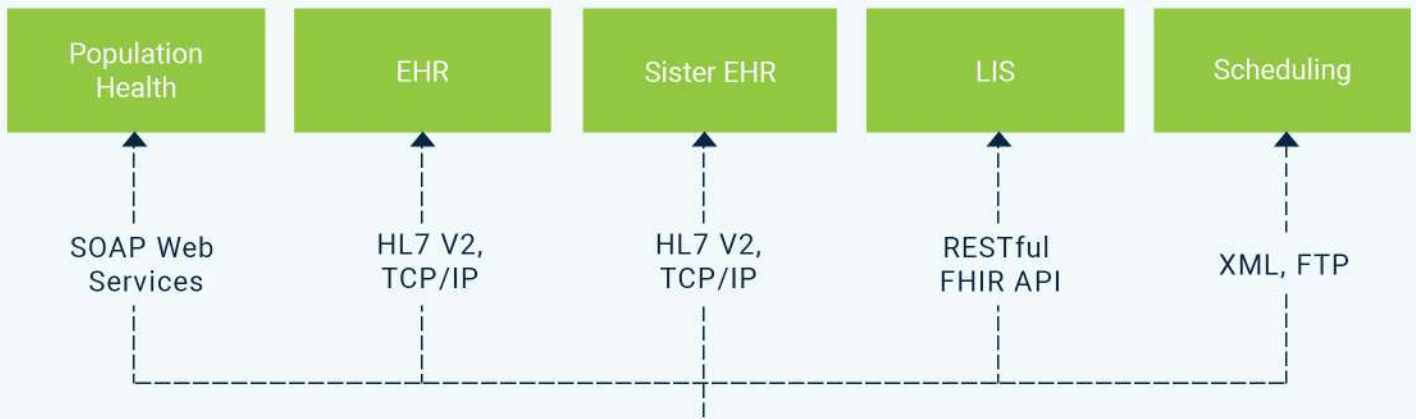 Population
Health
EHR
Sister EHR
LIS
Scheduling
SOAP Web
Services
HL7 V2,
TCP/IP
HL7 V2,
TCP/IP
RESTful
FHIR API
XML, FTP